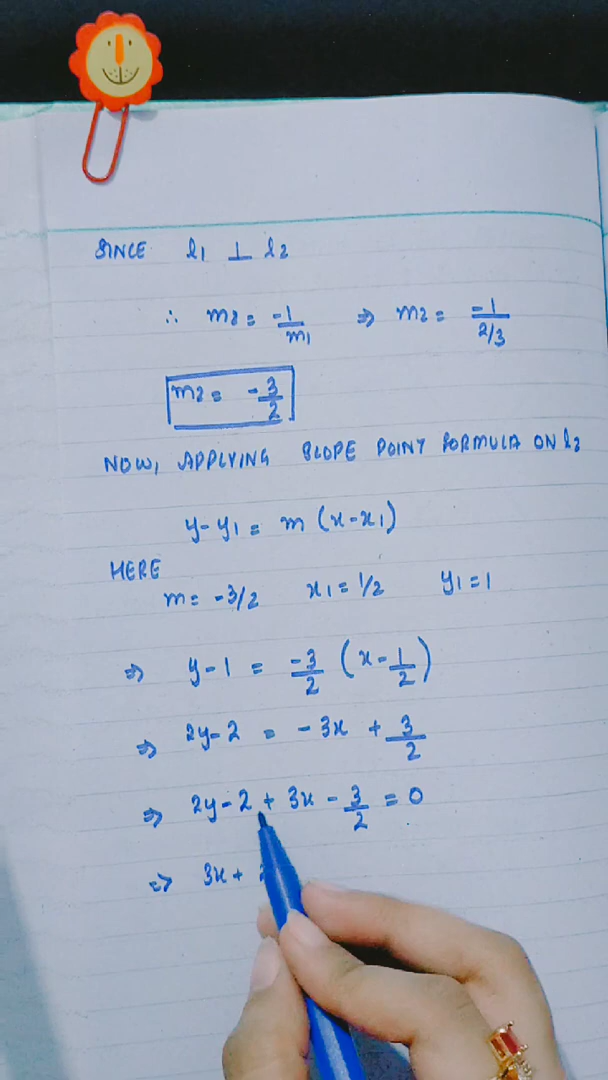 SINCE l1 ⊥ l2
∴ m2 = -1/m1 ⇒ m2 = -1/2/3
m2 = -3/2
NOW, APPLYING SLOPE POINT FORMULA ON l2
y-y1 = m (x-x1)
HERE
m = -3/2 x1 = 1/2 y1 = 1
⇒ y-1 = -3/2 (x-1/2)
⇒ 2y-2 = -3x + 3/2
⇒ 2y-2 + 3x - 3/2 = 0
⇒ 3x +